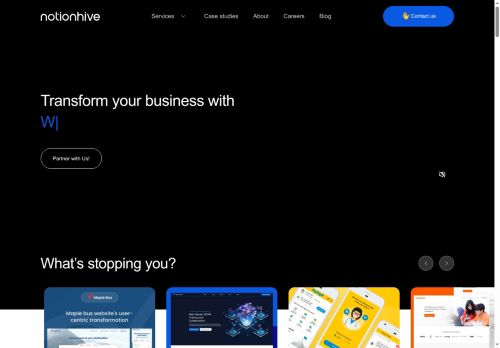 notionhive
Services
Case studies
About
Careers
Blog
👋 Contact us
Transform your business with
W|
Partner with Us!
What's stopping you?
Maple Bus
Maple bus website's user-
centric transformation